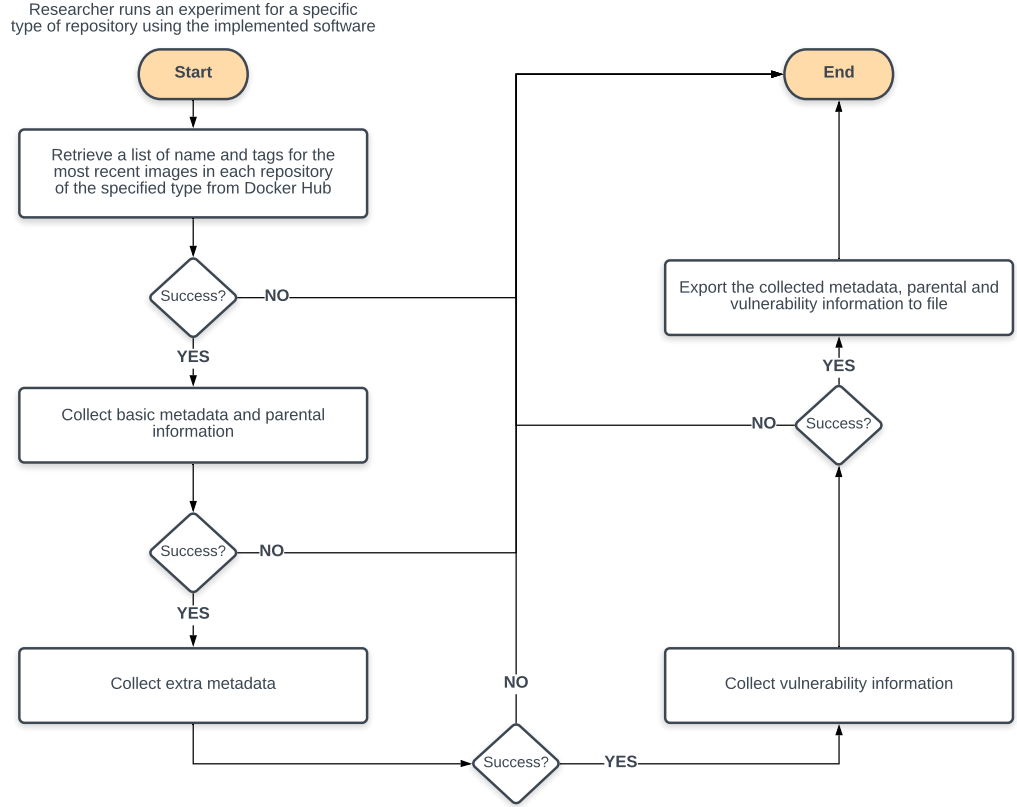 Researcher runs an experiment for a specific
type of repository using the implemented software
Start
Retrieve a list of name and tags for the
most recent images in each repository
of the specified type from Docker Hub
Success?
NO
YES
Collect basic metadata and parental
information
Success?
NO
YES
Collect extra metadata
Success?
NO
YES
Collect vulnerability information
Success?
NO
YES
Export the collected metadata, parental and
vulnerability information to file
End